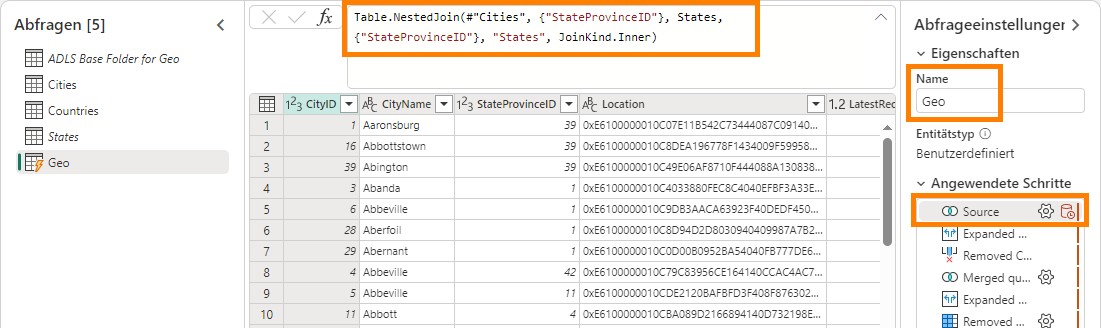 Abfragen [5]
ADLS Base Folder for Geo
Cities
Countries
States
Geo
fx
Table.NestedJoin(#"Cities", {"StateProvinceID"}, States,
{"StateProvinceID"}, "States", JoinKind.Inner)
1²3 CityID ABC CityName 1²3 StateProvinceID ABC Location 1.2 LatestRec
1 1 Aaronsburg 39 0xE6100000010C07E11B542C73444087C09140...
2 16 Abbottstown 39 0xE6100000010C8DEA196778F1434009F59958...
3 39 Abington 39 0xE6100000010C49E06AF8710F444088A130838...
4 3 Abanda 1 0xE6100000010C4033880FEC8C4040EFBF3A33E...
5 6 Abbeville 1 0xE6100000010C9DB3AACA63923F40DEDF450...
6 28 Aberfoil 1 0xE6100000010C8D94D2D8030940409987A7B2...
7 29 Abernant 1 0xE6100000010C0D00B0952BA54040FB777DE6...
8 4 Abbeville 42 0xE6100000010C79C83956CE164140CCAC4AC7...
9 5 Abbeville 11 0xE6100000010CDE2120BAFBFD3F408F876302...
10 11 Abbott 4 0xE6100000010CBA089D2166894140D732198E...
Abfrageeinstellungen
Eigenschaften
Name
Geo
Entitätstyp
Benutzerdefiniert
Angewendete Schritte
Source
Expanded ...
Removed C...
Merged qu...
Expanded ...
Removed ...